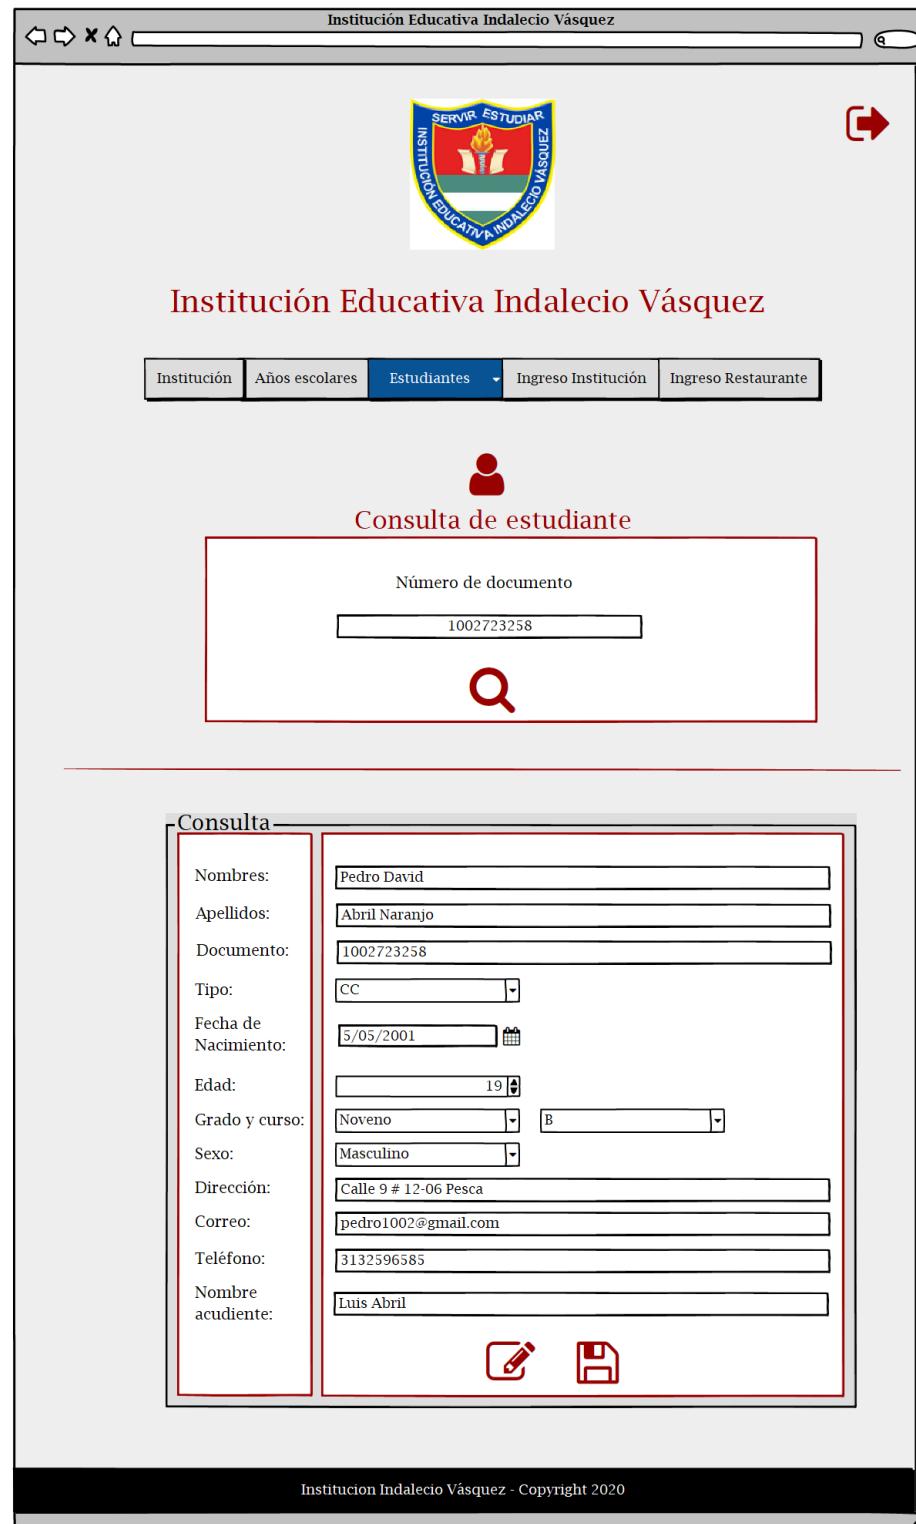 Institución Educativa Indalecio Vásquez
SERVIR ESTUDIAR
INSTITUCIÓN EDUCATIVA INDALECIO VÁSQUEZ
Institución Educativa Indalecio Vásquez
Institución Años escolares Estudiantes Ingreso Institución Ingreso Restaurante
Consulta de estudiante
Número de documento
1002723258
Consulta
Nombres: Pedro David
Apellidos: Abril Naranjo
Documento: 1002723258
Tipo: CC
Fecha de
Nacimiento: 5/05/2001
Edad: 19
Grado y curso: Noveno B
Sexo: Masculino
Dirección: Calle 9 # 12-06 Pesca
Correo: pedro1002@gmail.com
Teléfono: 3132596585
Nombre
acudiente: Luis Abril
Institucion Indalecio Vásquez - Copyright 2020